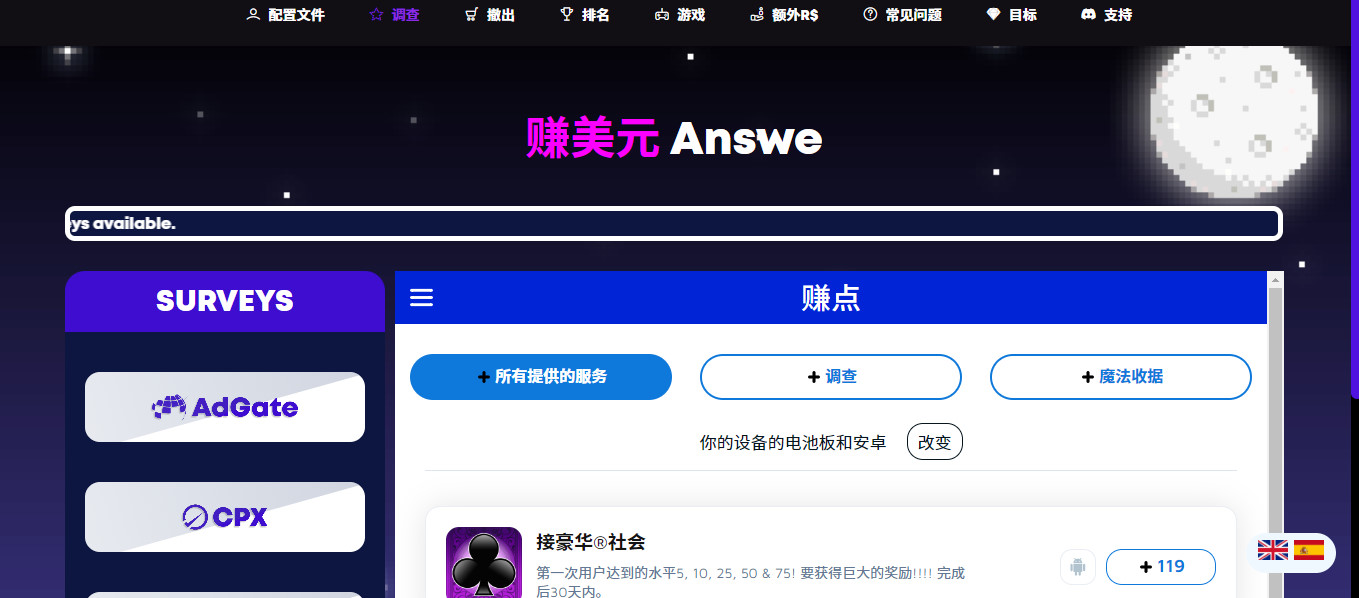 配置文件 调查 撤出 排名 游戏 额外R$ 常见问题 目标 支持
赚美元 Answe
ys available.
SURVEYS
赚点
+ 所有提供的服务 + 调查 + 魔法收据
AdGate
你的设备的电池板和安卓 改变
CPX
接豪华®社会
第一次用户达到的水平5, 10, 25, 50 & 75! 要获得巨大的奖励!!!! 完成
后30天内。
+ 119